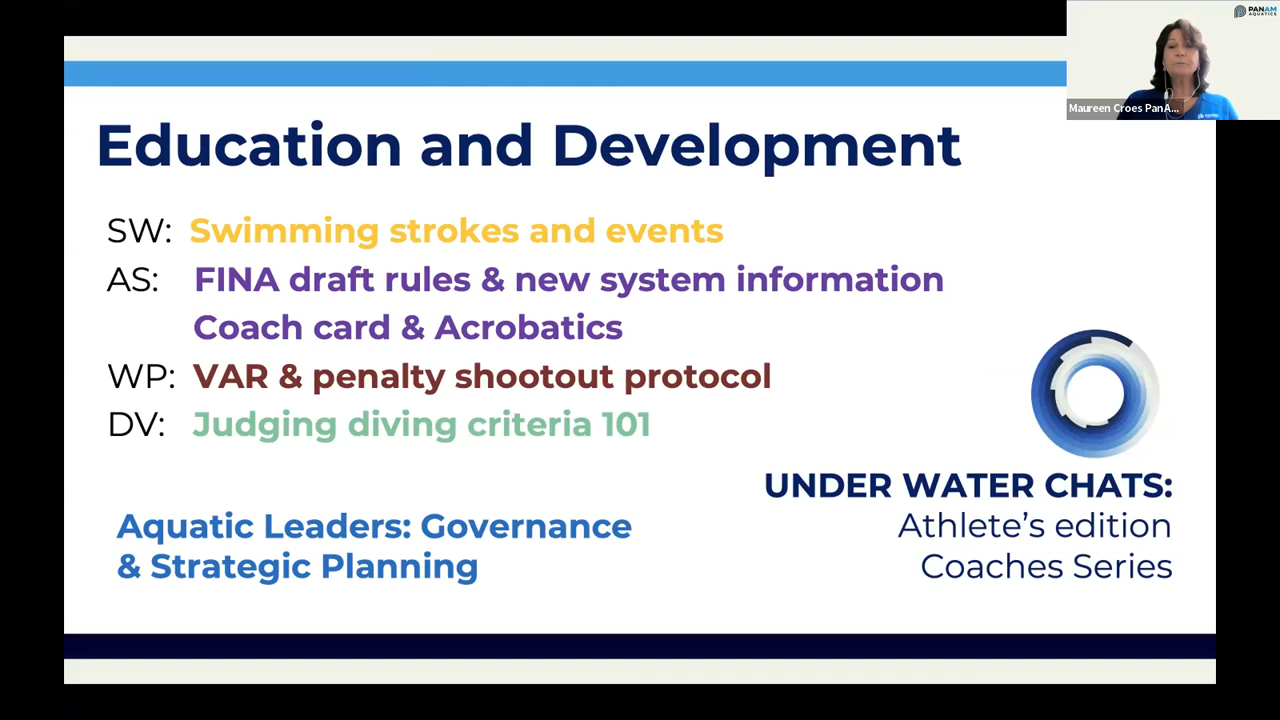 PANAM
AQUATICS
Maureen Croes PanA...
Education and Development
SW: Swimming strokes and events
AS: FINA draft rules & new system information
Coach card & Acrobatics
WP: VAR & penalty shootout protocol
DV: Judging diving criteria 101
UNDER WATER CHATS:
Athlete's edition
Coaches Series
Aquatic Leaders: Governance
& Strategic Planning